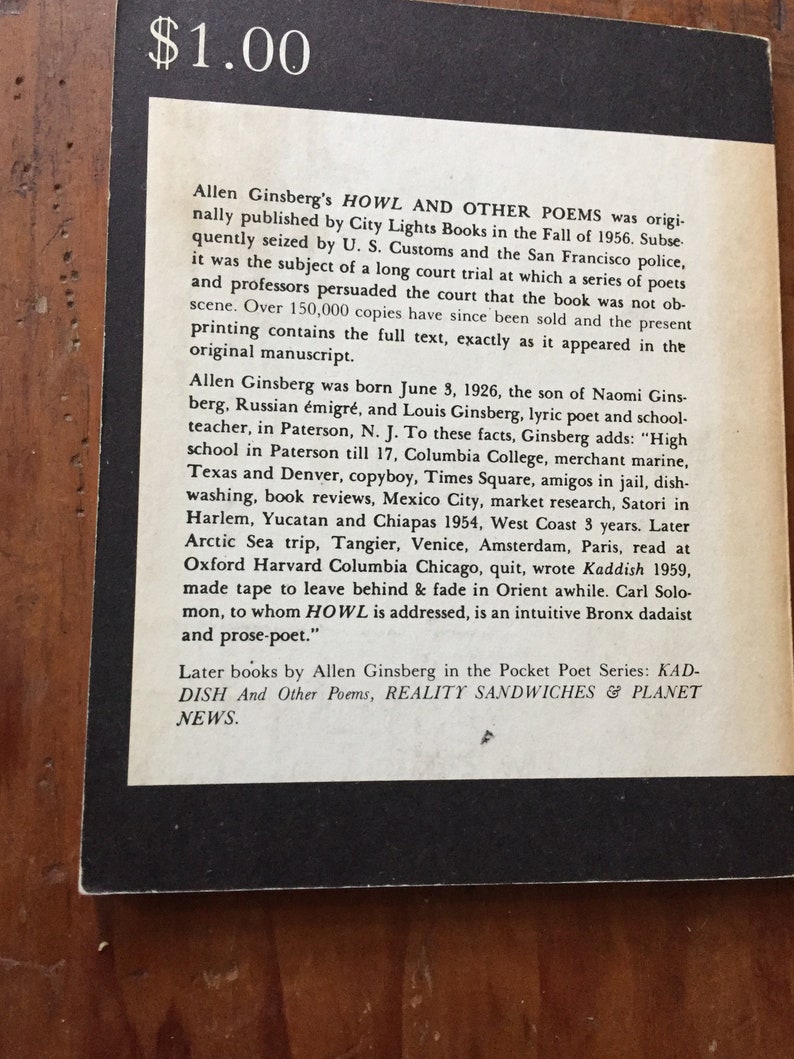 $1.00
Allen Ginsberg's HOWL AND OTHER POEMS was origi-
nally published by City Lights Books in the Fall of 1956. Subse-
quently seized by U. S. Customs and the San Francisco police,
it was the subject of a long court trial at which a series of poets
and professors persuaded the court that the book was not ob-
scene. Over 150,000 copies have since been sold and the present
printing contains the full text, exactly as it appeared in the
original manuscript.
Allen Ginsberg was born June 3, 1926, the son of Naomi Gins-
berg, Russian émigré, and Louis Ginsberg, lyric poet and school-
teacher, in Paterson, N. J. To these facts, Ginsberg adds: "High
school in Paterson till 17, Columbia College, merchant marine,
Texas and Denver, copyboy, Times Square, amigos in jail, dish-
washing, book reviews, Mexico City, market research, Satori in
Harlem, Yucatan and Chiapas 1954, West Coast 3 years. Later
Arctic Sea trip, Tangier, Venice, Amsterdam, Paris, read at
Oxford Harvard Columbia Chicago, quit, wrote Kaddish 1959,
made tape to leave behind & fade in Orient awhile. Carl Solo-
mon, to whom HOWL is addressed, is an intuitive Bronx dadaist
and prose-poet."
Later books by Allen Ginsberg in the Pocket Poet Series: KAD-
DISH And Other Poems, REALITY SANDWICHES & PLANET
NEWS.